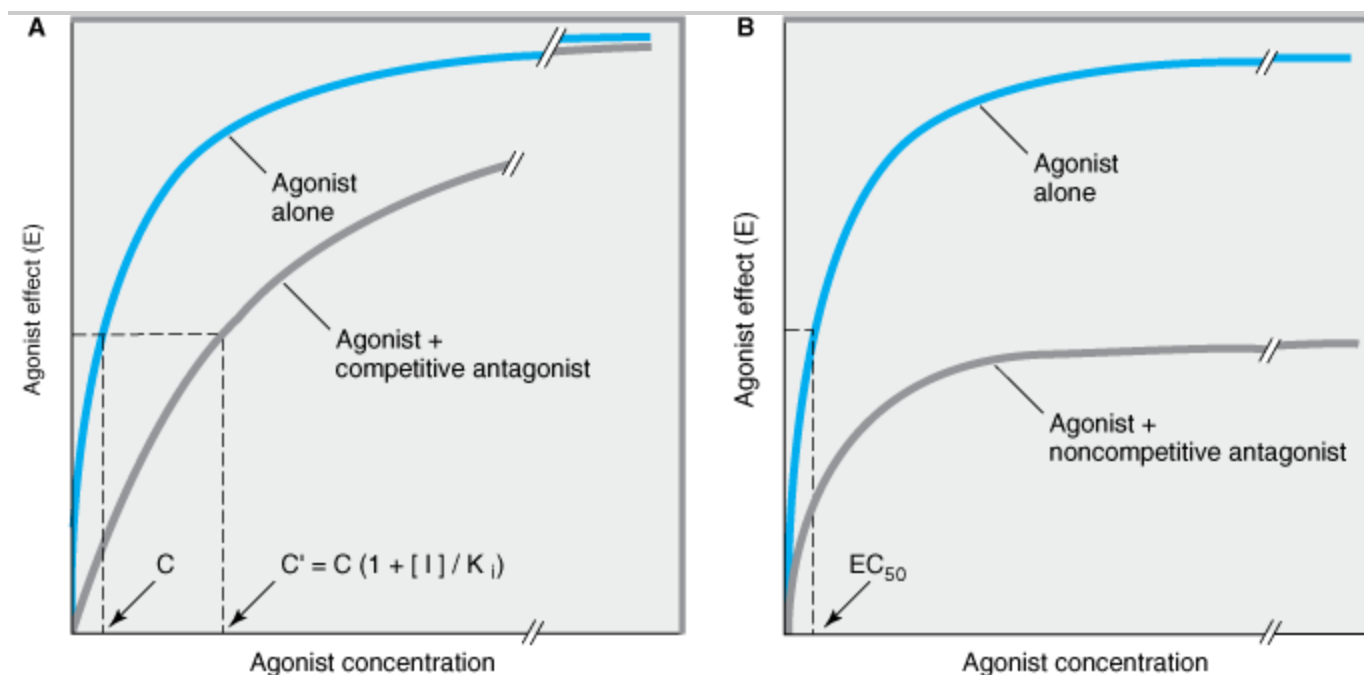 A
Agonist effect (E)
Agonist
alone
Agonist +
competitive antagonist
C
C' = C (1 + [ I ] / K i)
Agonist concentration
B
Agonist effect (E)
Agonist
alone
Agonist +
noncompetitive antagonist
EC50
Agonist concentration